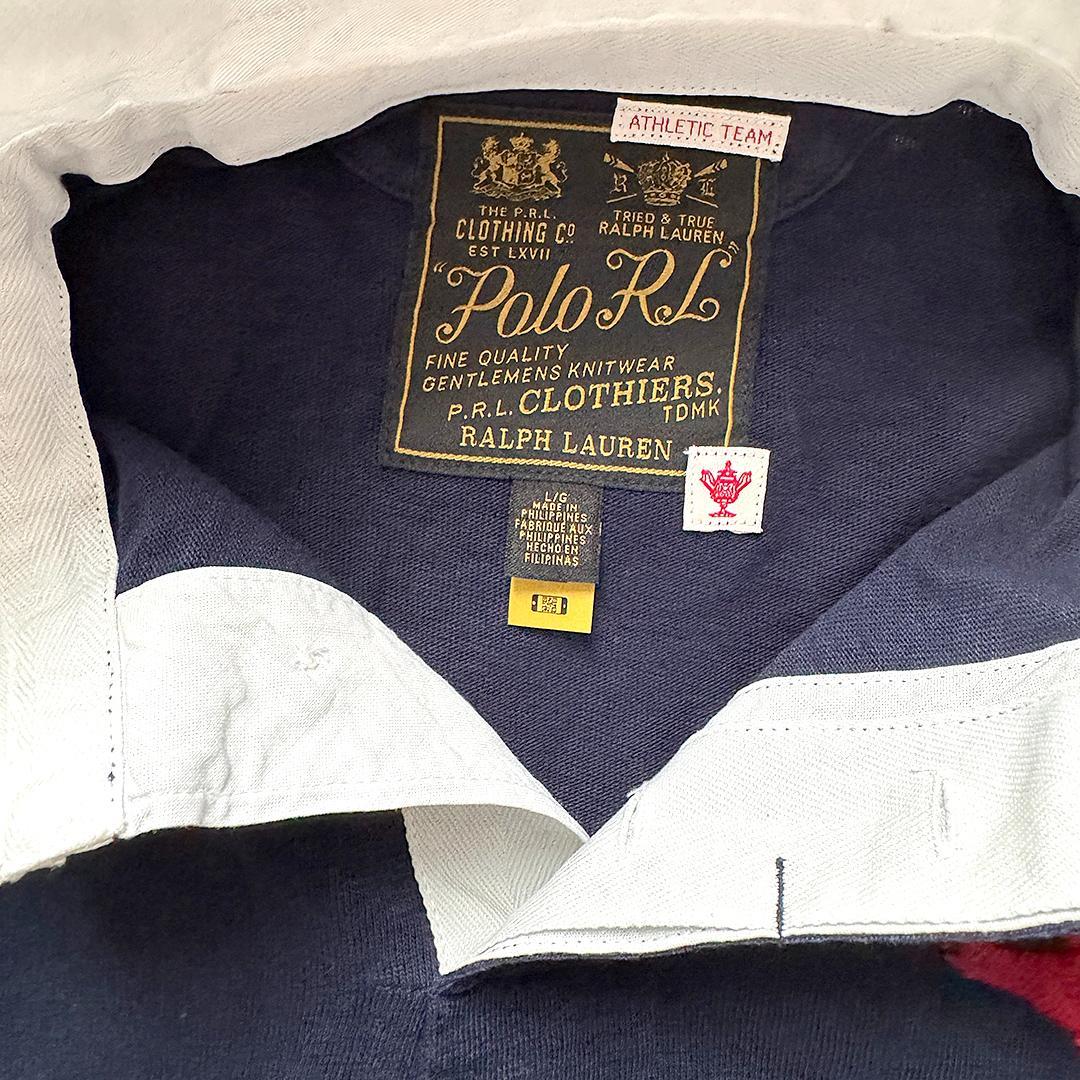 ATHLETIC TEAM
THE P.R.L.
CLOTHING Cº.
EST LXVII
R L
TRIED & TRUE
RALPH LAUREN
"Polo RL"
FINE QUALITY
GENTLEMENS KNITWEAR
P.R.L. CLOTHIERS.
TDMK
RALPH LAUREN
L/G
MADE IN
PHILIPPINES
FABRIQUÉ AUX
PHILIPPINES
HECHO EN
FILIPINAS